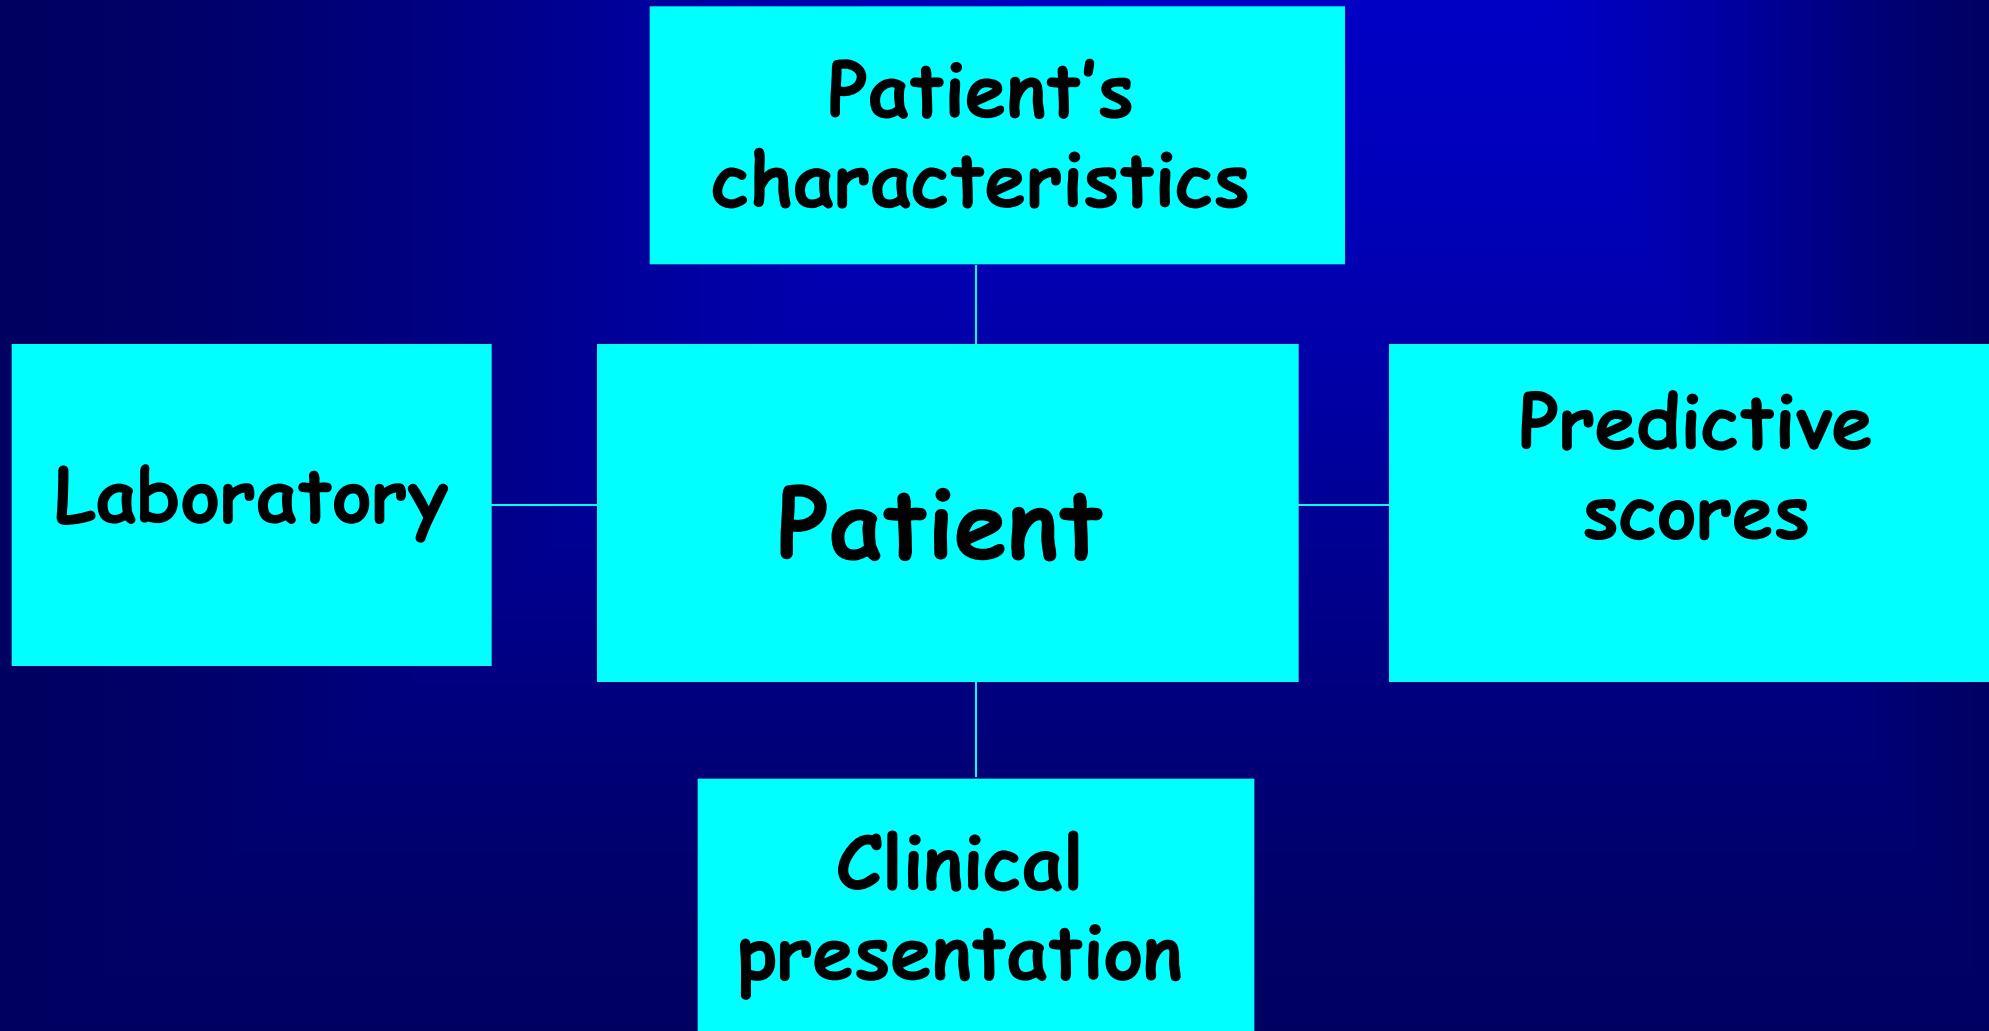 Patient’s
characteristics
Laboratory
Patient
Predictive
scores
Clinical
presentation